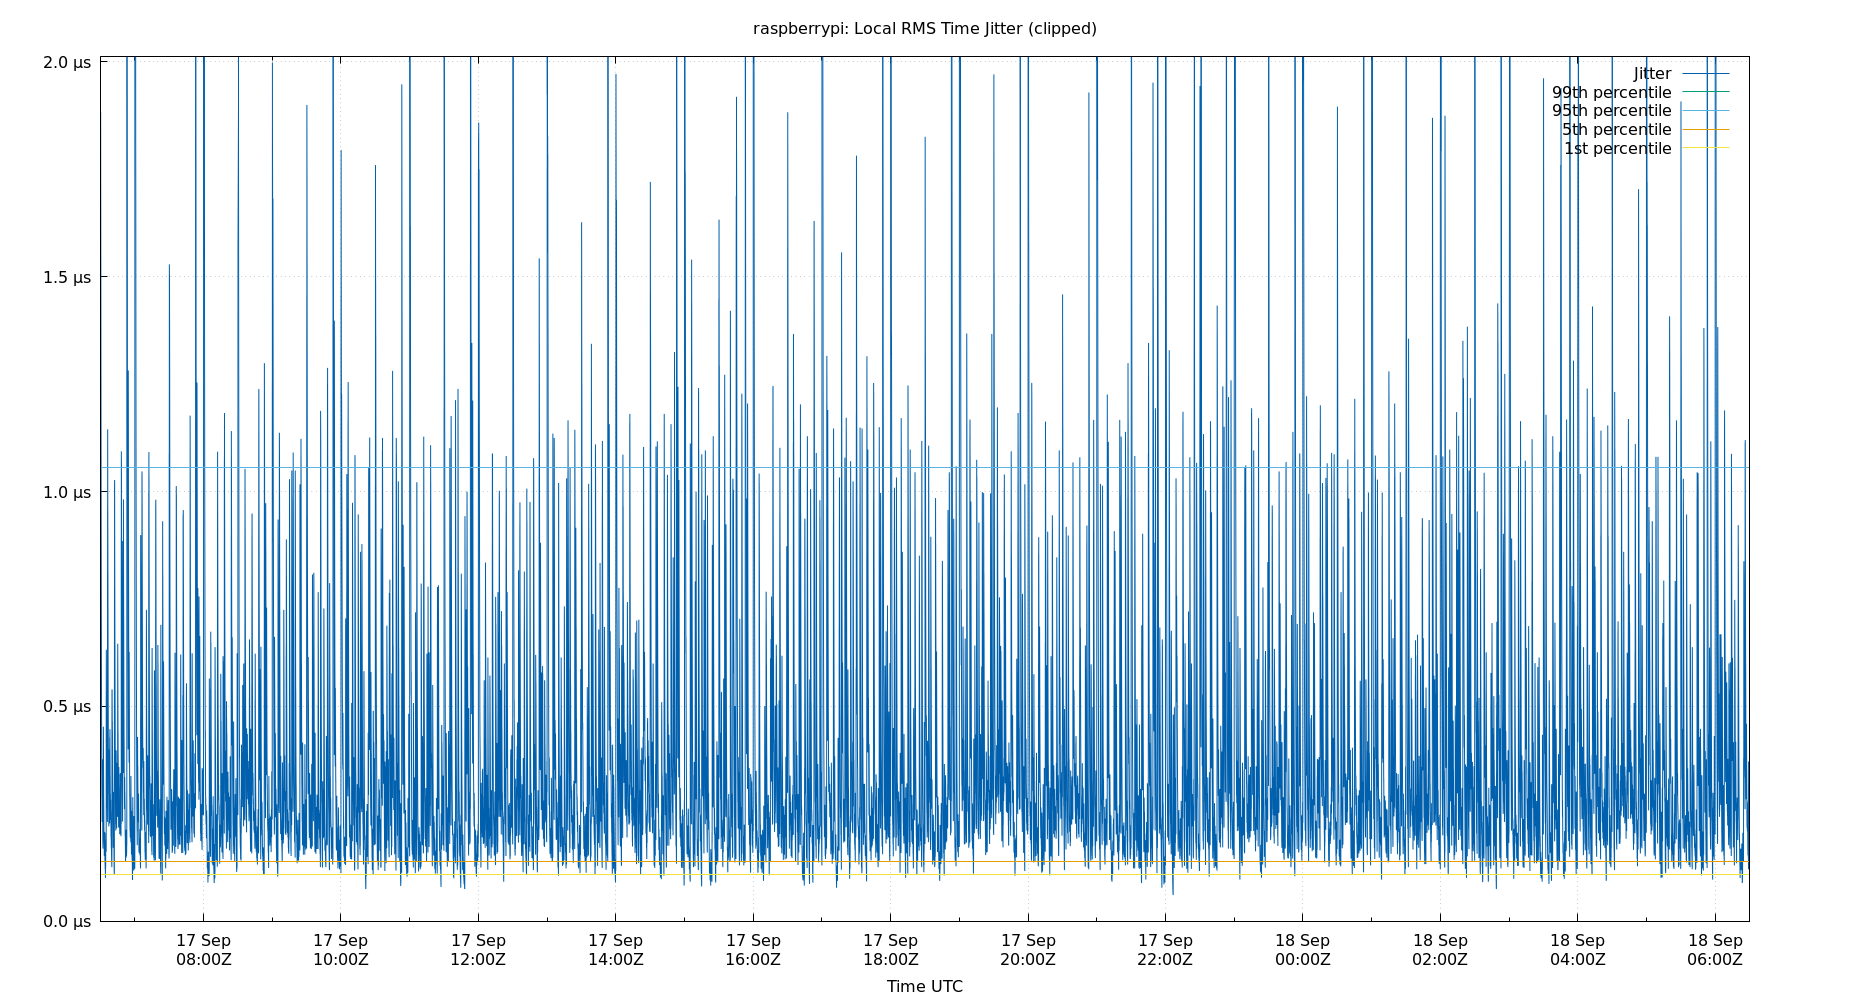 raspberrypi: Local RMS Time Jitter (clipped)
2.0 µs
1.5 µs
1.0 µs
0.5 µs
0.0 µs
Jitter
99th percentile
95th percentile
5th percentile
1st percentile
17 Sep 17 Sep 17 Sep 17 Sep 17 Sep 17 Sep 17 Sep 17 Sep 18 Sep 18 Sep 18 Sep 18 Sep
08:00Z 10:00Z 12:00Z 14:00Z 16:00Z 18:00Z 20:00Z 22:00Z 00:00Z 02:00Z 04:00Z 06:00Z
Time UTC